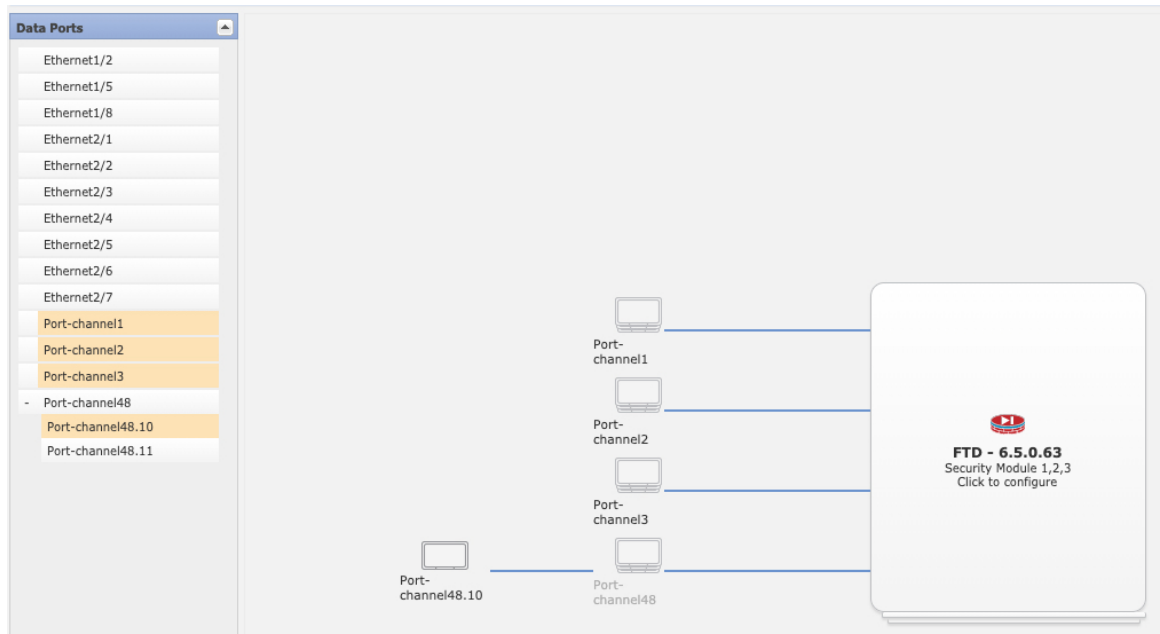 Data Ports
Ethernet1/2
Ethernet1/5
Ethernet1/8
Ethernet2/1
Ethernet2/2
Ethernet2/3
Ethernet2/4
Ethernet2/5
Ethernet2/6
Ethernet2/7
Port-channel1
Port-channel2
Port-channel3
- Port-channel48
Port-channel48.10
Port-channel48.11
Port-
channel1
Port-
channel2
Port-
channel3
Port-
channel48.10
Port-
channel48
FTD - 6.5.0.63
Security Module 1,2,3
Click to configure